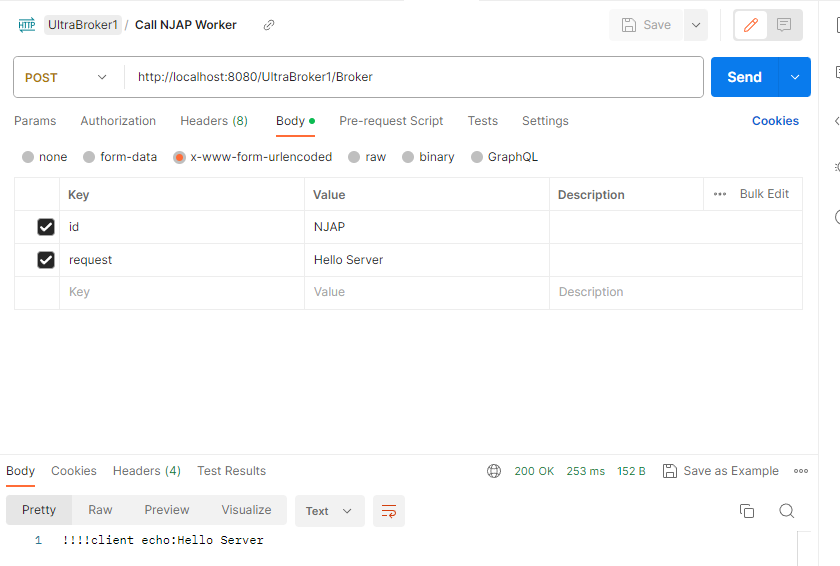 HTTP UltraBroker1 / Call NJAP Worker Save
POST http://localhost:8080/UltraBroker1/Broker Send
Params Authorization Headers (8) Body Pre-request Script Tests Settings Cookies
none form-data x-www-form-urlencoded raw binary GraphQL
Key Value Description ••• Bulk Edit
id NJAP
request Hello Server
Key Value Description
Body Cookies Headers (4) Test Results 200 OK 253 ms 152 B Save as Example
Pretty Raw Preview Visualize Text
1 !!!!client echo:Hello Server